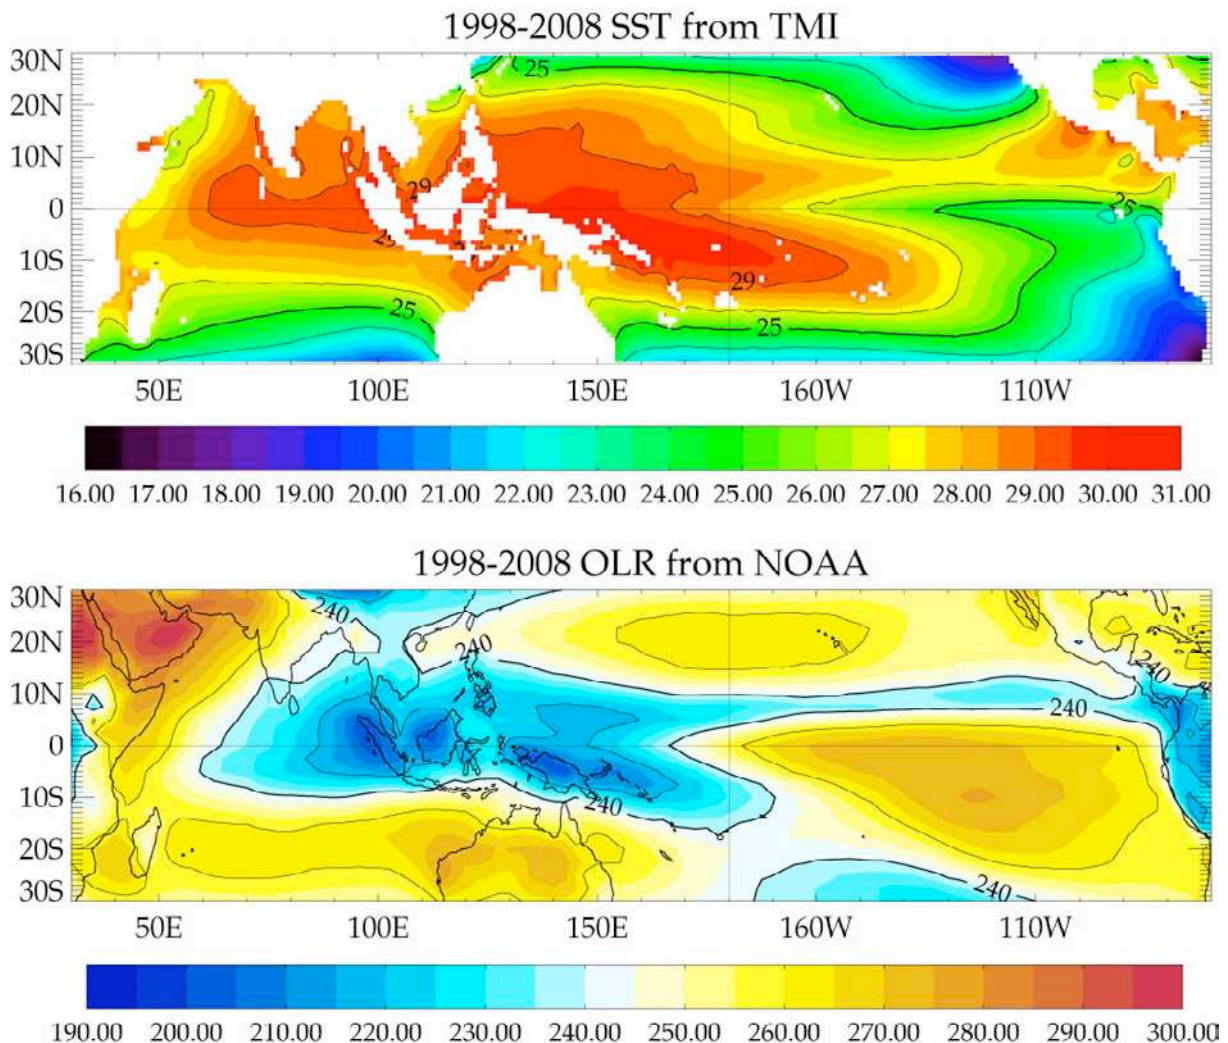 1998-2008 SST from TMI
30N
20N
10N
0
10S
20S
30S
25
29
25
29
25
25
25
50E 100E 150E 160W 110W
16.00 17.00 18.00 19.00 20.00 21.00 22.00 23.00 24.00 25.00 26.00 27.00 28.00 29.00 30.00 31.00
1998-2008 OLR from NOAA
30N
20N
10N
0
10S
20S
30S
240
240
240
240
240
240
50E 100E 150E 160W 110W
190.00 200.00 210.00 220.00 230.00 240.00 250.00 260.00 270.00 280.00 290.00 300.00